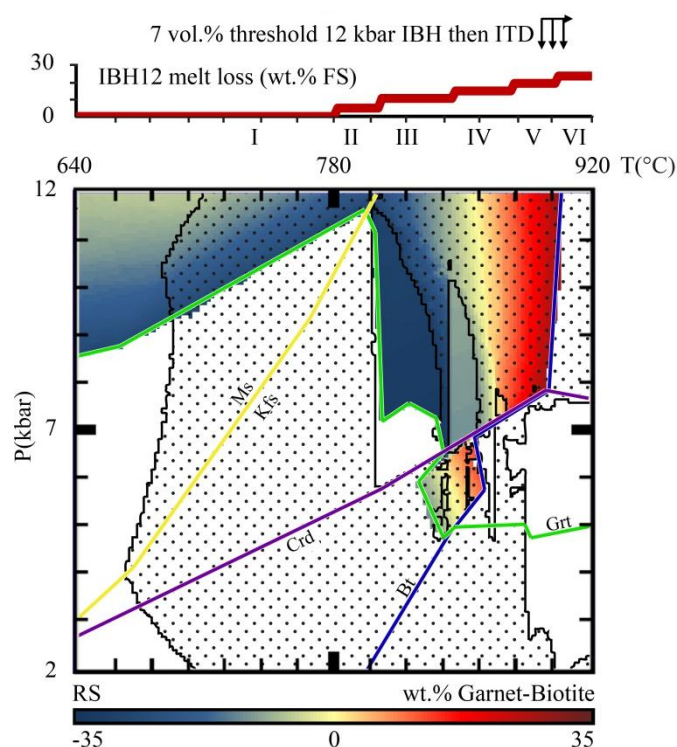 7 vol.% threshold 12 kbar IBH then ITD
30
IBH12 melt loss (wt.% FS)
0
I II III IV V VI
640 780 920 T(°C)
12
Ms
Kfs
P(kbar)
7
Crd
Grt
Bt
2
RS wt.% Garnet-Biotite
-35 0 35